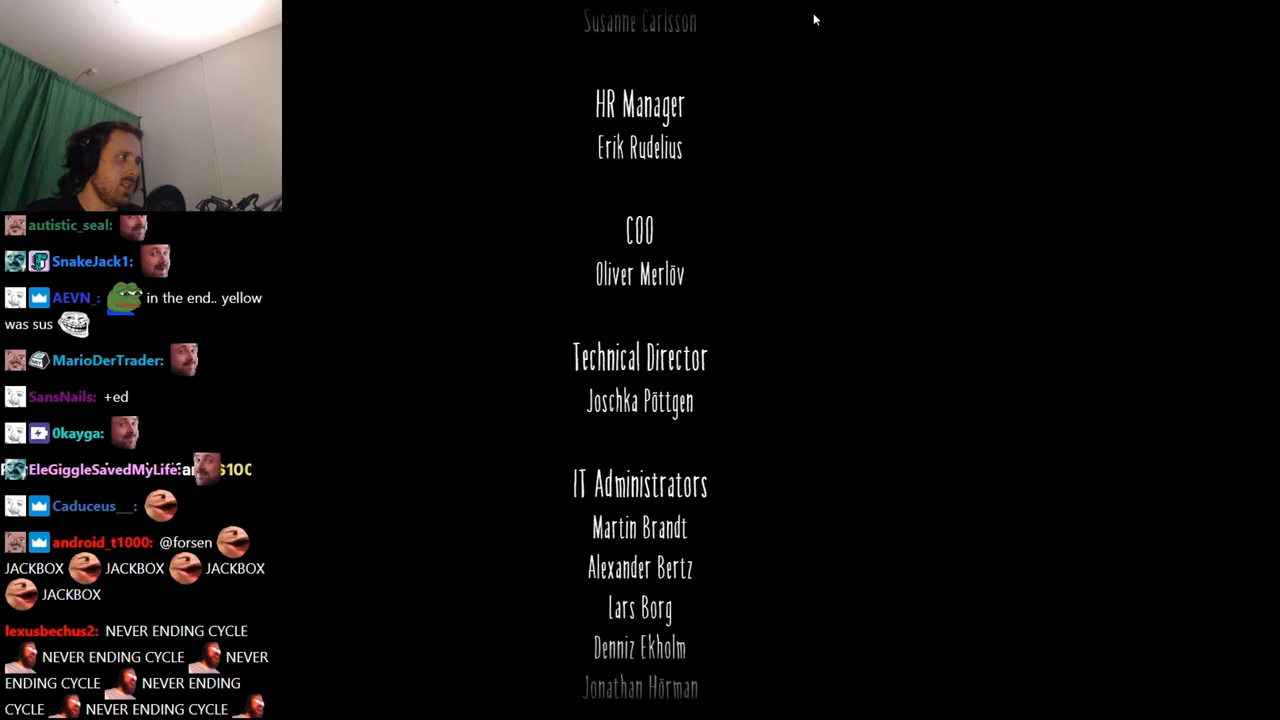 autistic_seal:
SnakeJack1:
AEVN_: in the end.. yellow
was sus
MarioDerTrader:
SansNails: +ed
0kayga:
EleGiggleSavedMyLife:
Caduceus___:
android_t1000: @forsen
JACKBOX JACKBOX JACKBOX
JACKBOX
lexusbechus2: NEVER ENDING CYCLE
NEVER ENDING CYCLE NEVER
ENDING CYCLE NEVER ENDING
CYCLE NEVER ENDING CYCLE
Susanne Carlsson
HR Manager
Erik Rudelius
COO
Oliver Merlöv
Technical Director
Joschka Pöttgen
IT Administrators
Martin Brandt
Alexander Bertz
Lars Borg
Denniz Ekholm
Jonathan Hörman